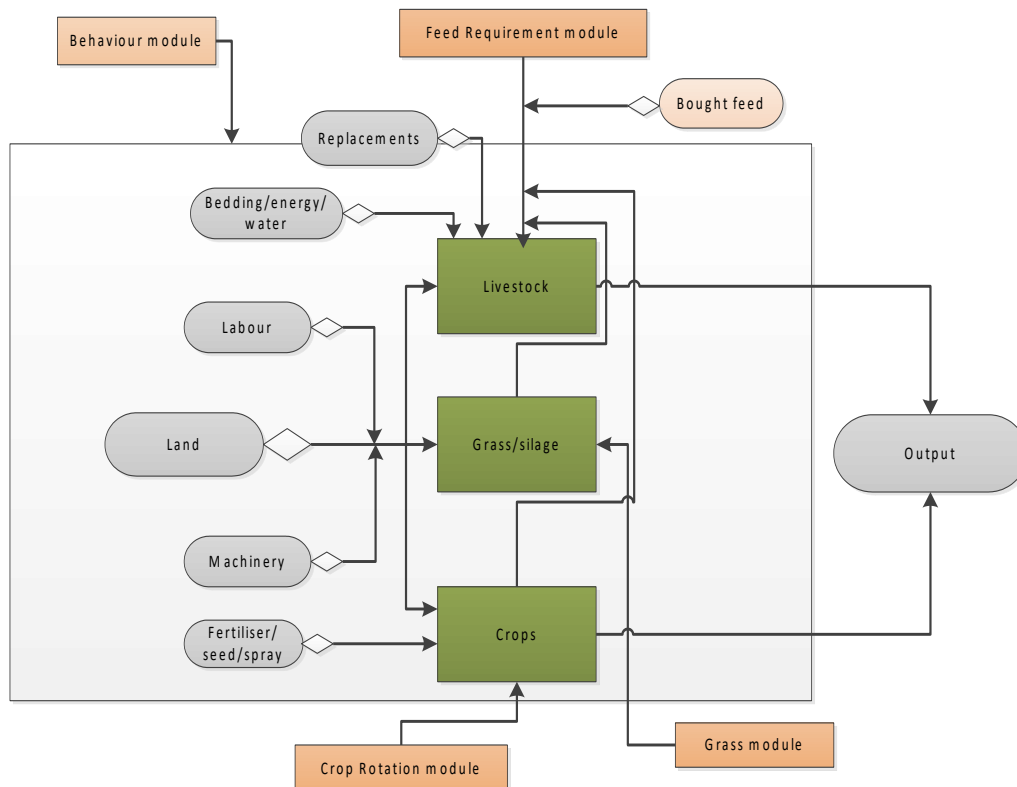 Behaviour module
Feed Requirement module
Bought feed
Replacements
Bedding/energy/
water
Livestock
Labour
Land
Grass/silage
Output
Machinery
Fertiliser/
seed/spray
Crops
Grass module
Crop Rotation module